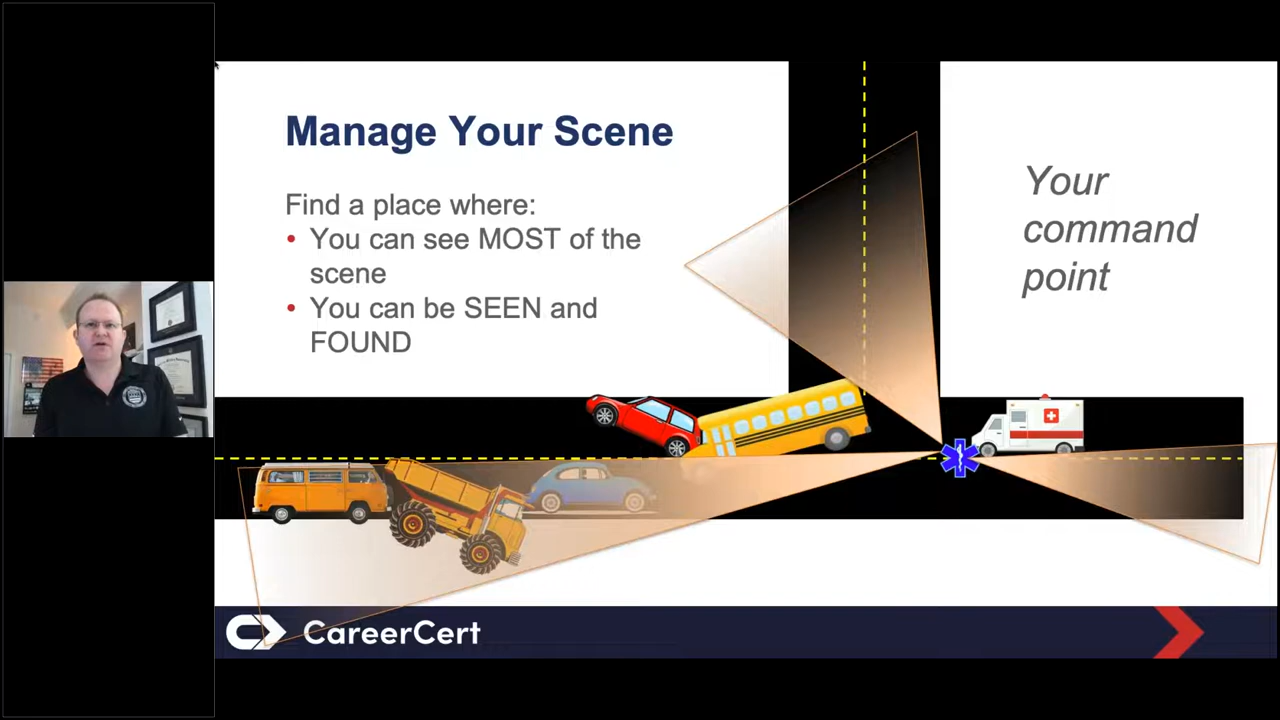 Manage Your Scene
Find a place where:
• You can see MOST of the
scene
• You can be SEEN and
FOUND
Your
command
point
CareerCert